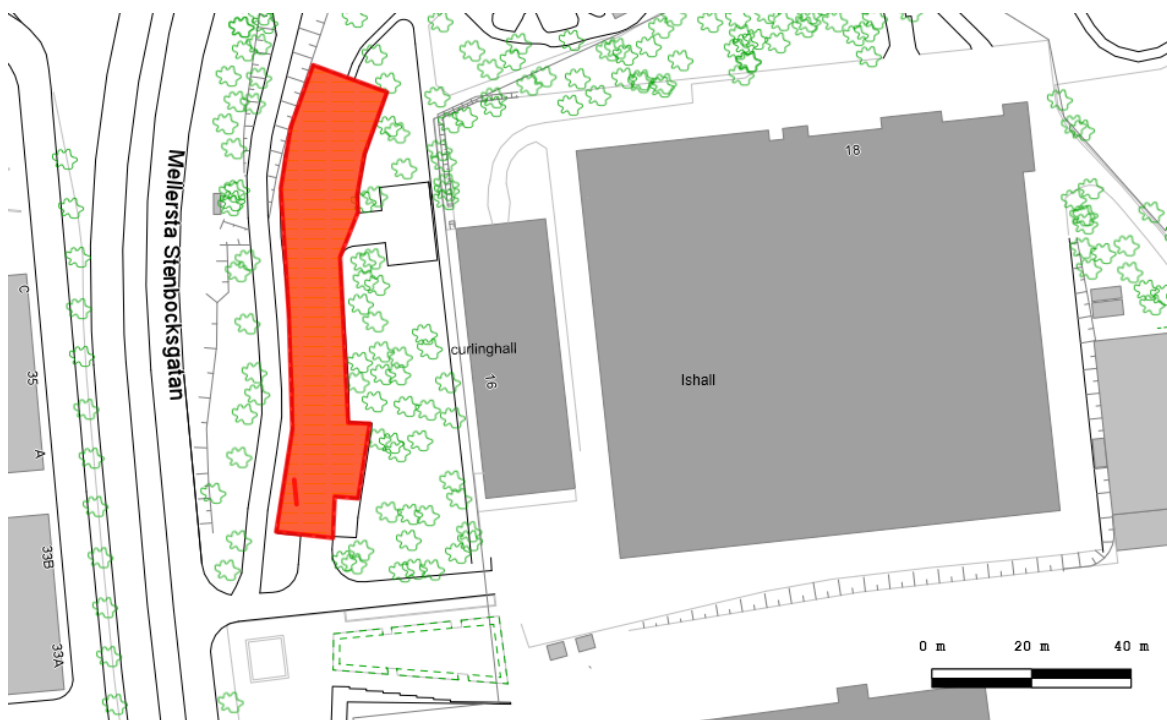 Mellersta Stenbocksgatan
18
C
curlinghall
35
16
Ishall
A
33B
33A
0 m 20 m 40 m